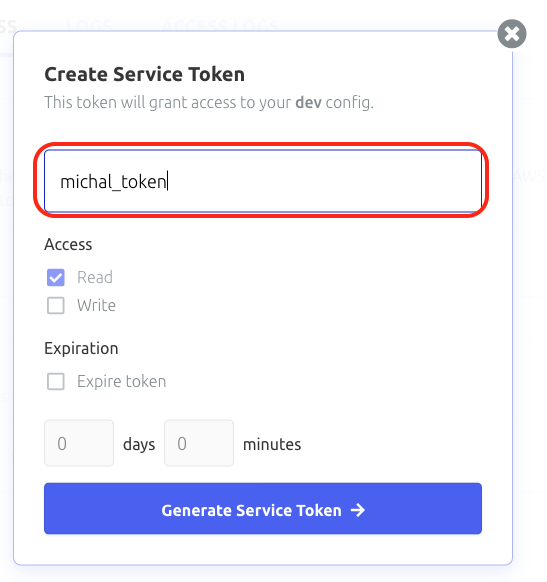 LOGS
ACCESS LOGS
Create Service Token
This token will grant access to your dev config.
michal_token
Access
Read
Write
Expiration
Expire token
0 days 0 minutes
Generate Service Token →